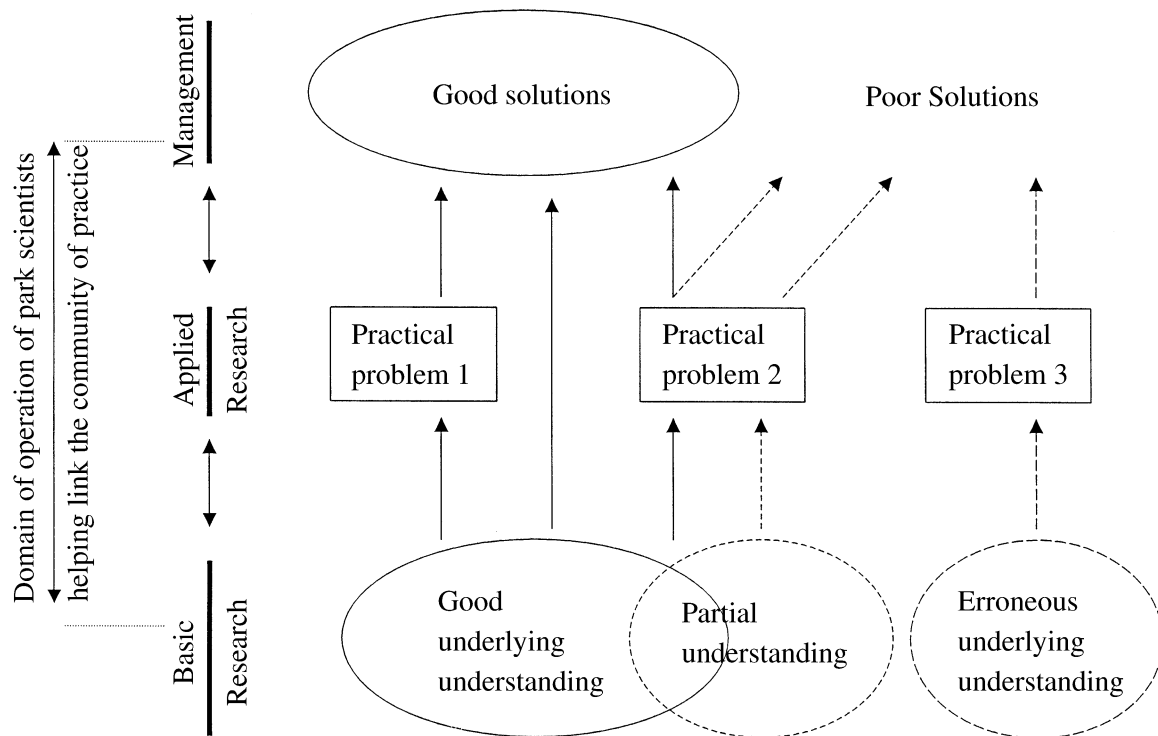 Domain of operation of park scientists
helping link the community of practice
Management
Applied
Research
Basic
Research
Good solutions
Poor Solutions
Practical
problem 1
Practical
problem 2
Practical
problem 3
Good
underlying
understanding
Partial
understanding
Erroneous
underlying
understanding